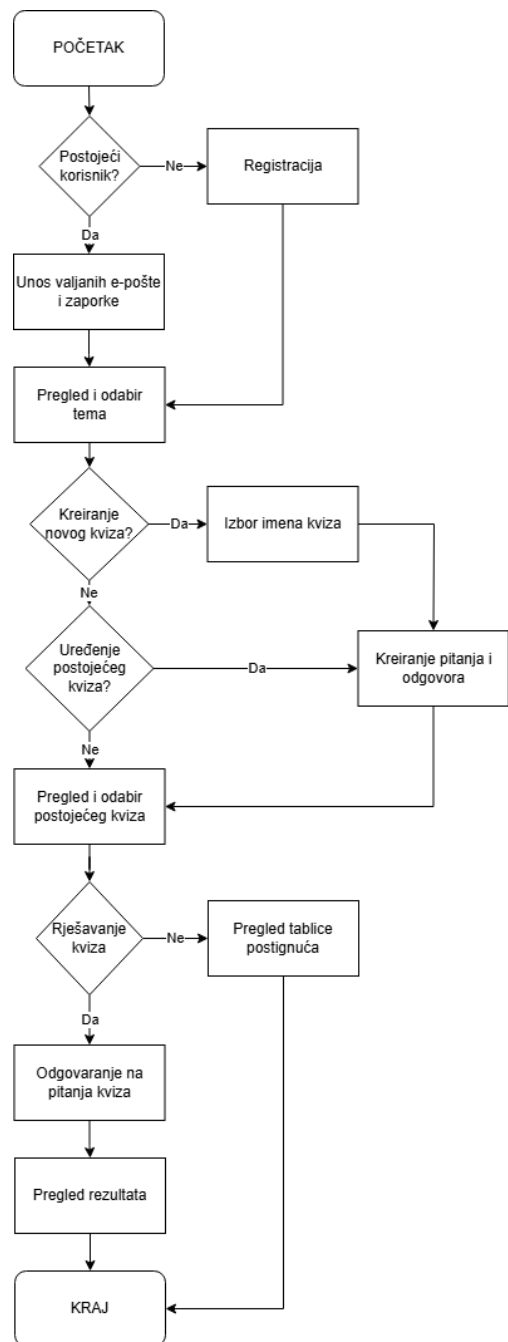 POČETAK
Postojeći
korisnik?
Ne
Registracija
Da
Unos valjanih e-pošte
i zaporke
Pregled i odabir
tema
Kreiranje
novog kviza?
Da
Izbor imena kviza
Ne
Uređenje
postojećeg
kviza?
Da
Kreiranje pitanja i
odgovora
Ne
Pregled i odabir
postojećeg kviza
Rješavanje
kviza
Ne
Pregled tablice
postignuća
Da
Odgovaranje na
pitanja kviza
Pregled rezultata
KRAJ